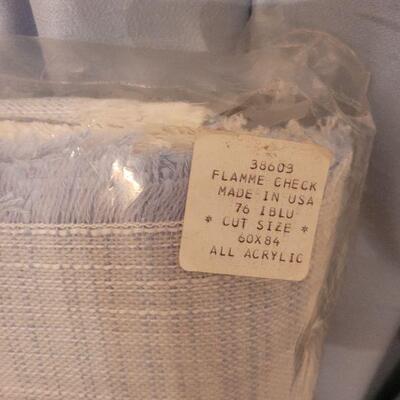 38603
FLAMME CHECK
MADE IN USA
76 IBLU
* CUT SIZE *
60X84
ALL ACRYLIC